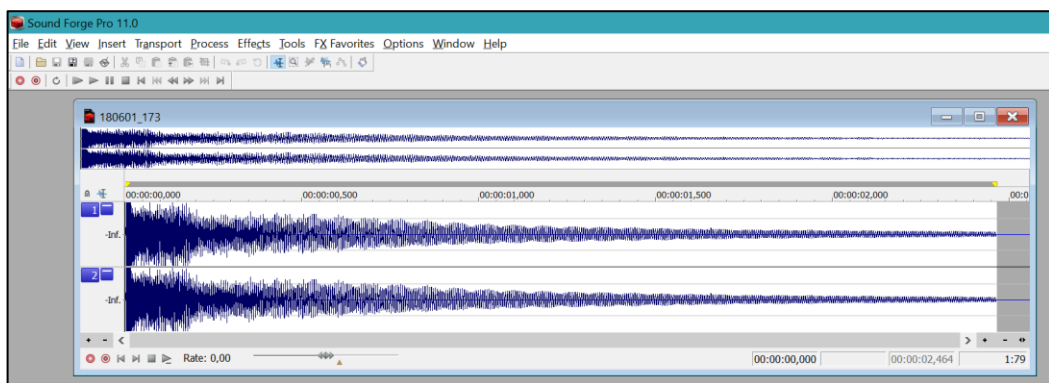 Sound Forge Pro 11.0
File Edit View Insert Transport Process Effects Tools FX Favorites Options Window Help
180601_173
00:00:00,000 00:00:00,500 00:00:01,000 00:00:01,500 00:00:02,000 00:0
1
-Inf.
2
-Inf.
Rate: 0,00 00:00:00,000 00:00:02,464 1:79